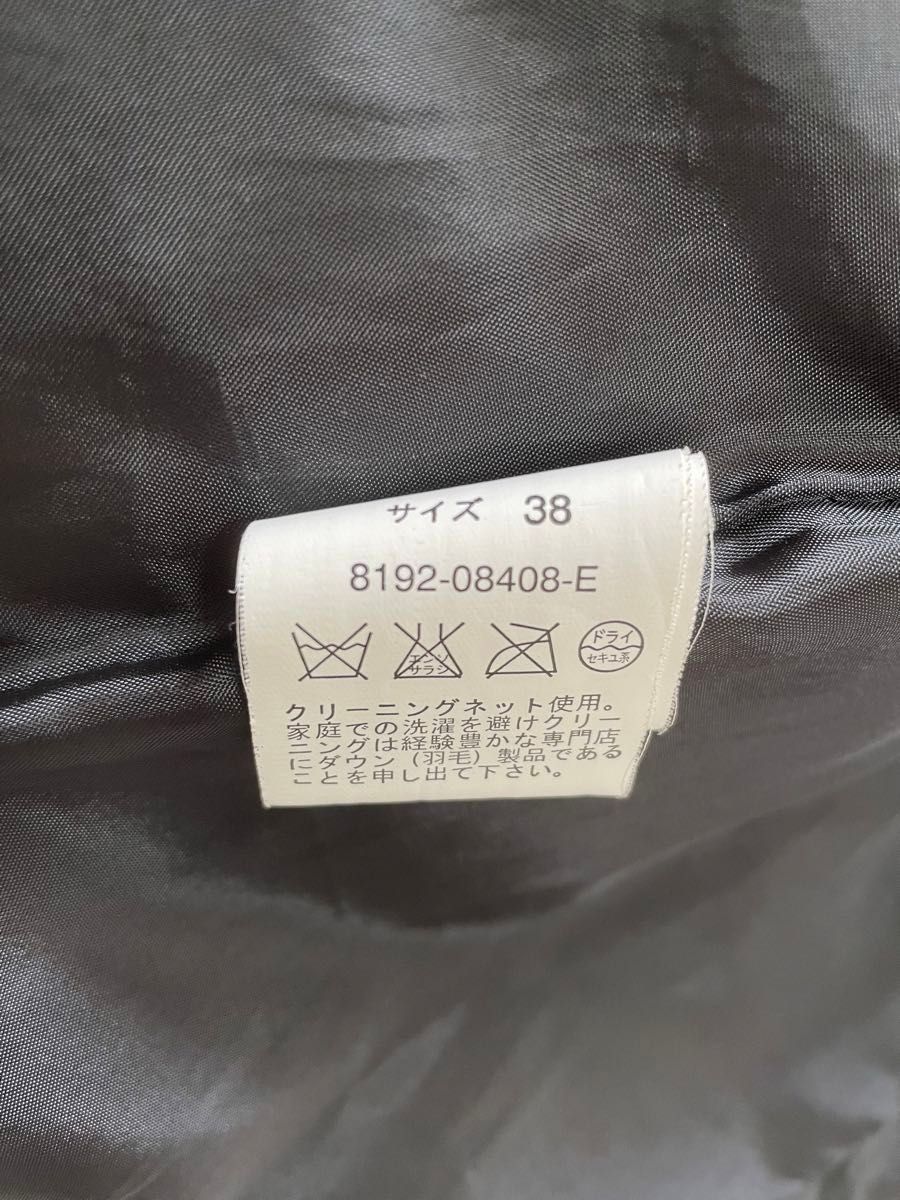 サイズ 38
8192-08408-E
エンソ
サラシ
ドライ
セキユ系
クリーニングネット使用。
家庭での洗濯を避けクリー
ニングは経験豊かな専門店
にダウン（羽毛）製品である
ことを申し出て下さい。